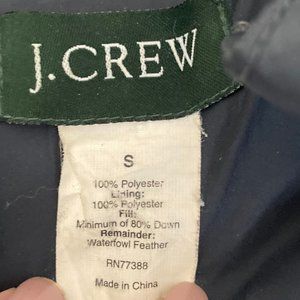 J.CREW
S
100% Polyester
Lining:
100% Polyester
Fill:
Minimum of 80% Down
Remainder:
Waterfowl Feather
RN77388
Made in China